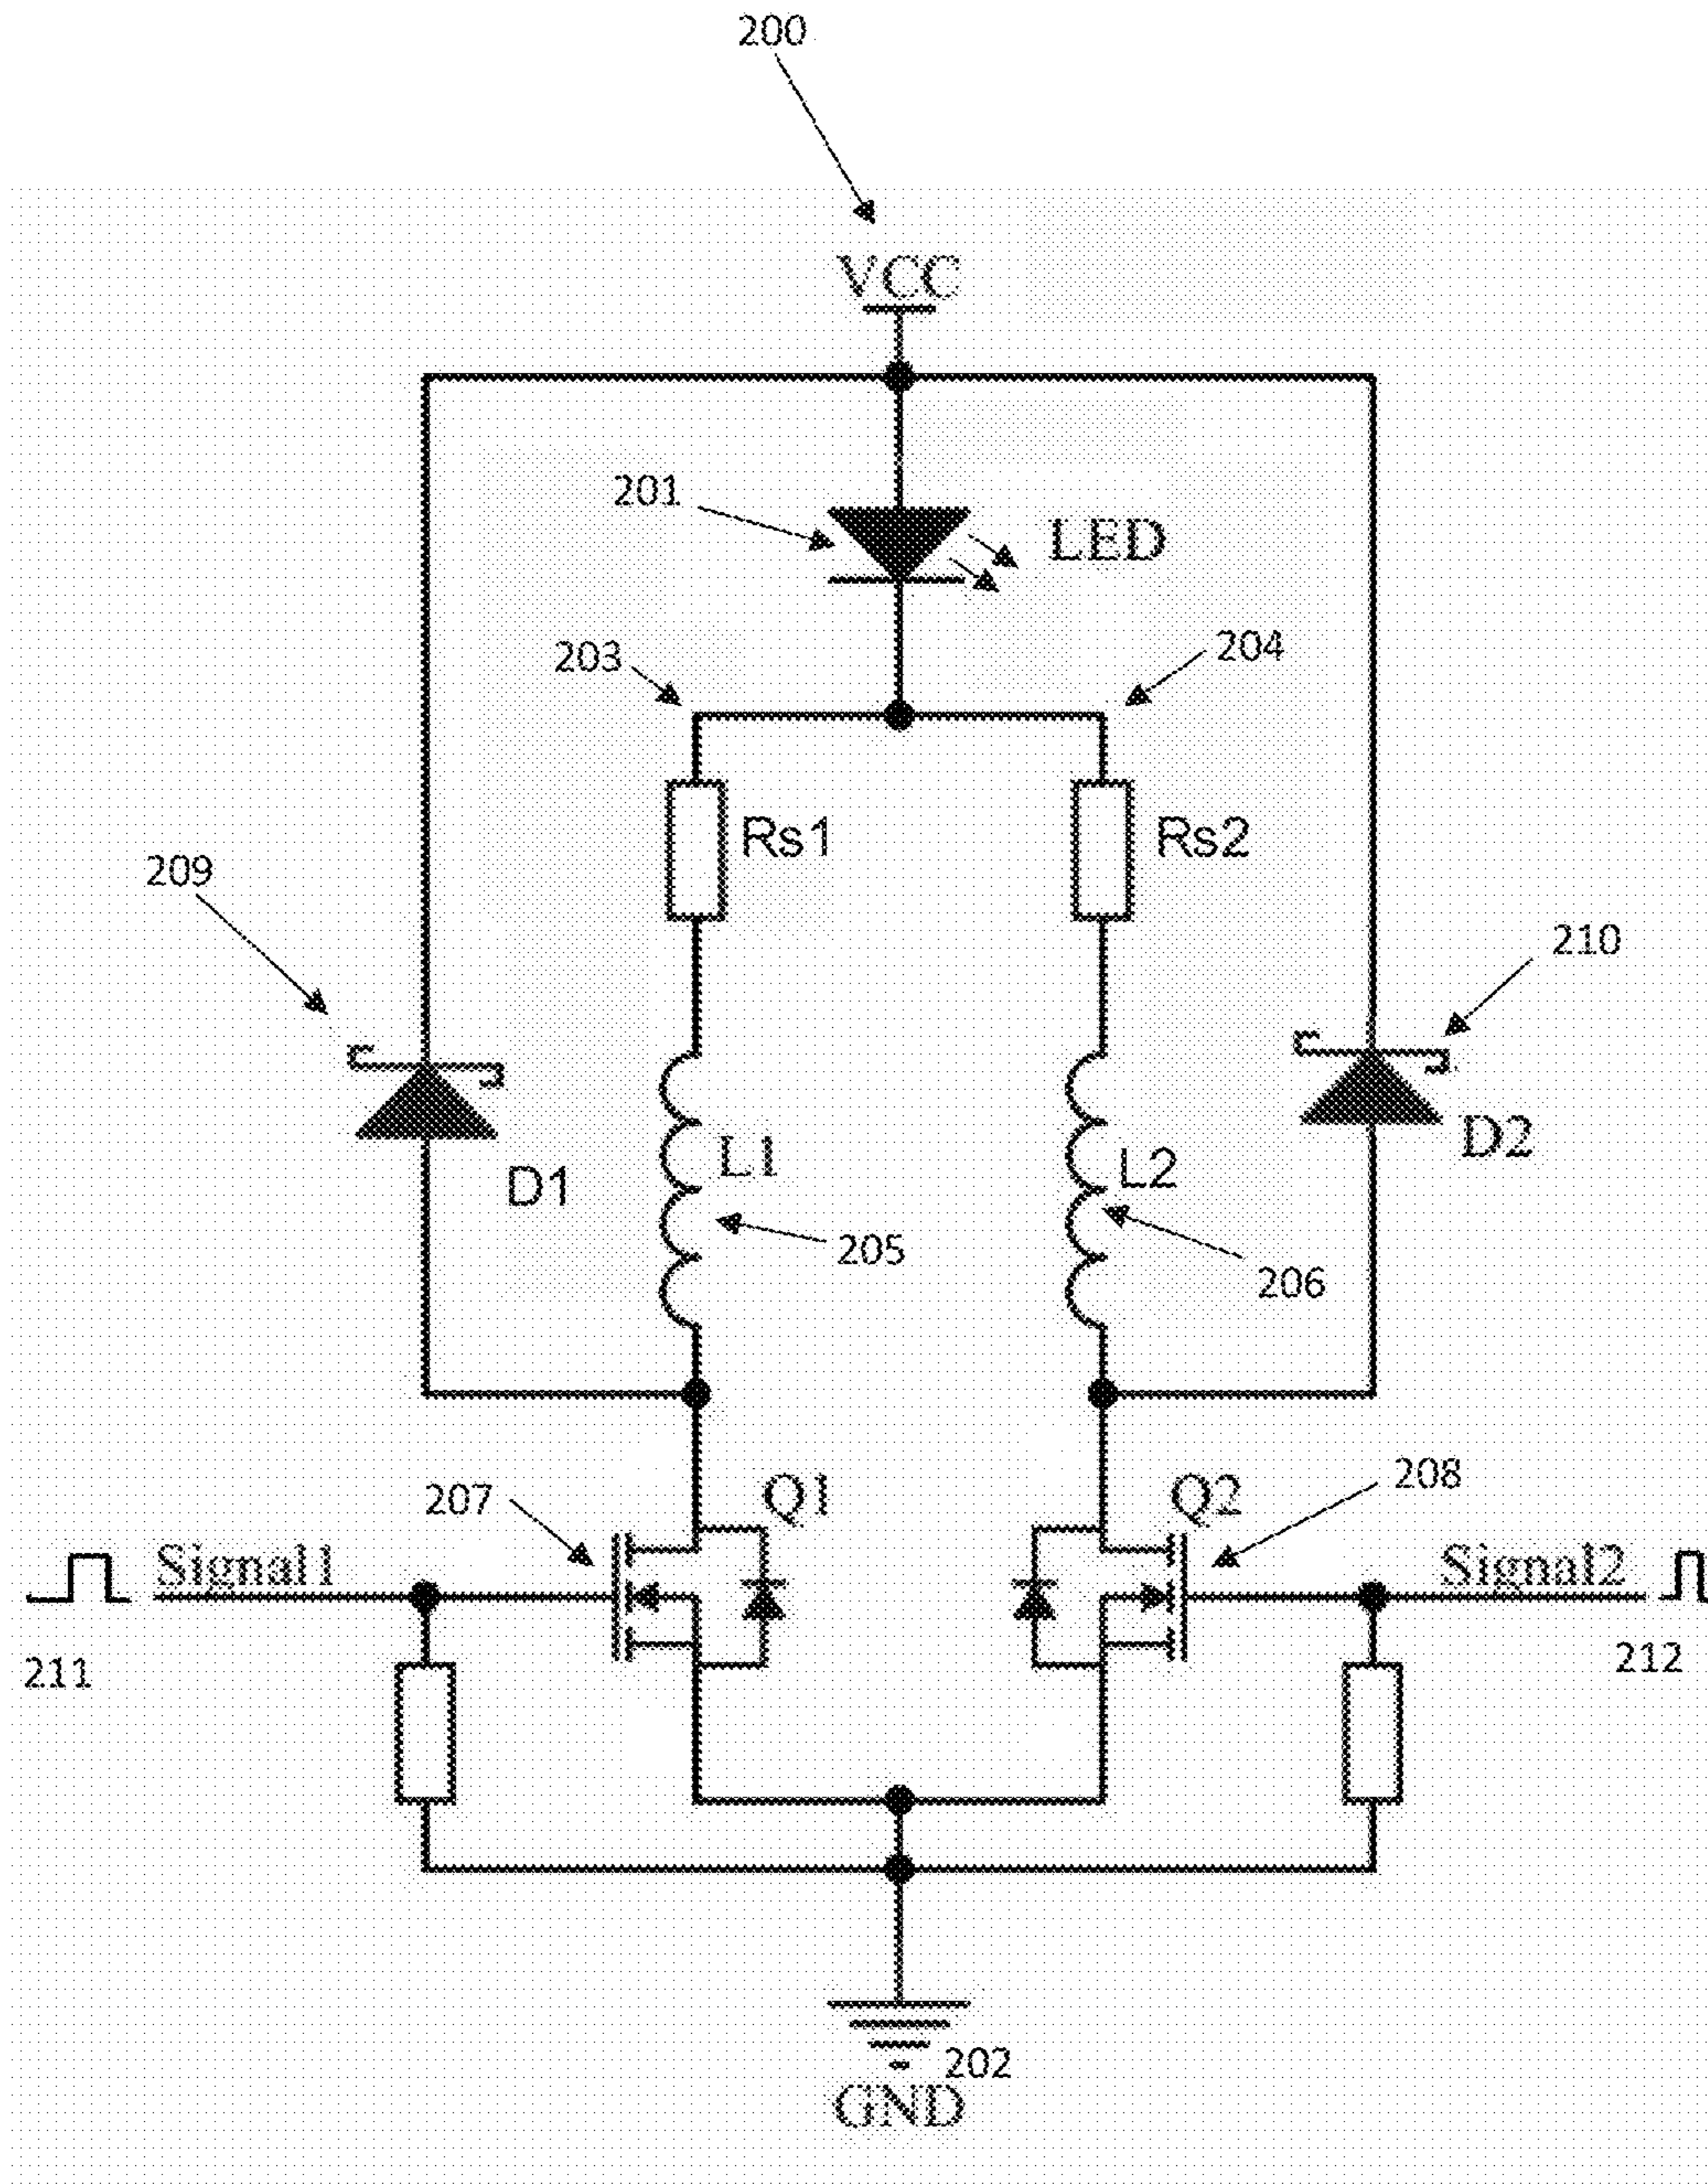 200
VCC
201
LED
203
204
Rs1
Rs2
209
210
D1
L1
L2
D2
205
206
207
Q1
Q2
208
Signal1
Signal2
211
212
202
GND